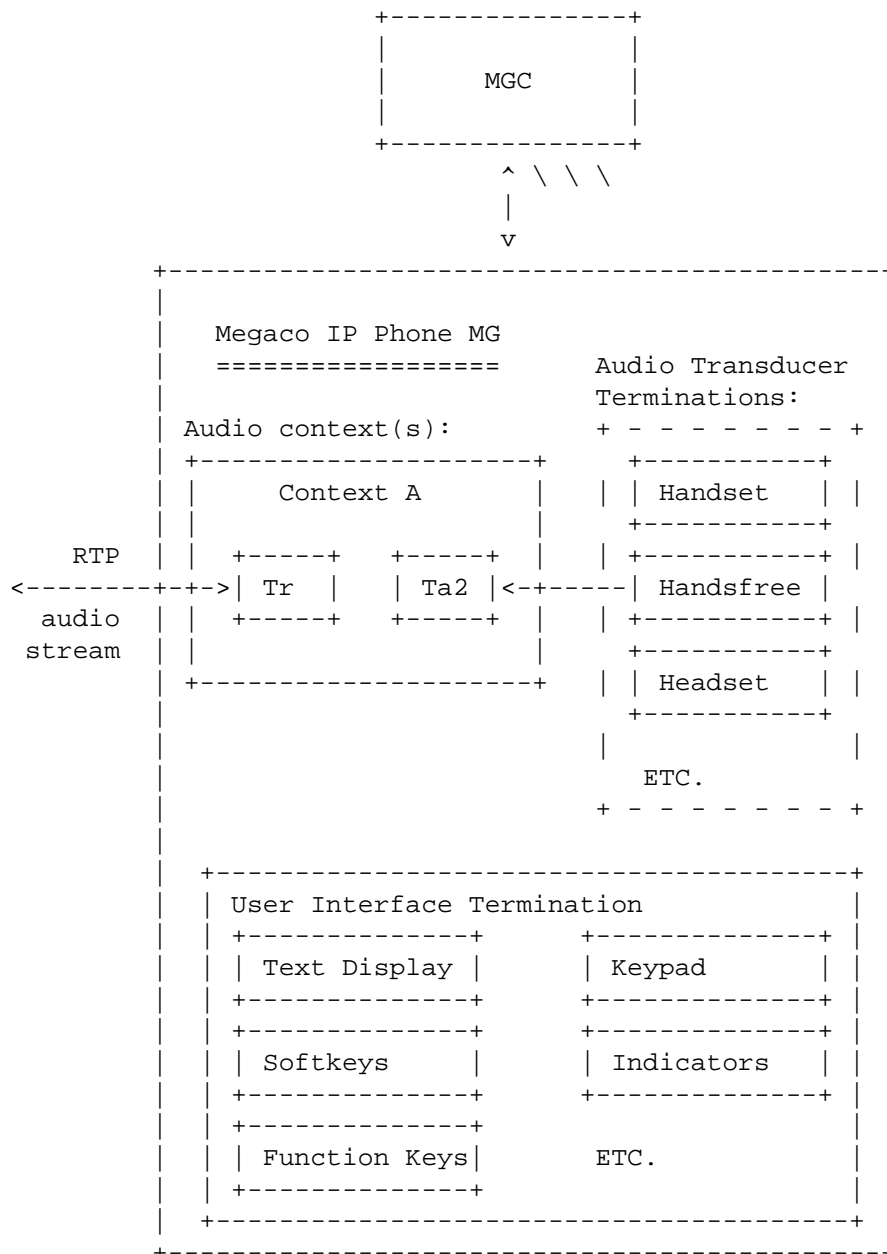 MGC
Megaco IP Phone MG
=================
Audio Transducer
Terminations:
Audio context(s):
Context A
Handset
RTP
Tr
Ta2
Handsfree
audio
stream
Headset
ETC.
User Interface Termination
Text Display
Keypad
Softkeys
Indicators
Function Keys
ETC.